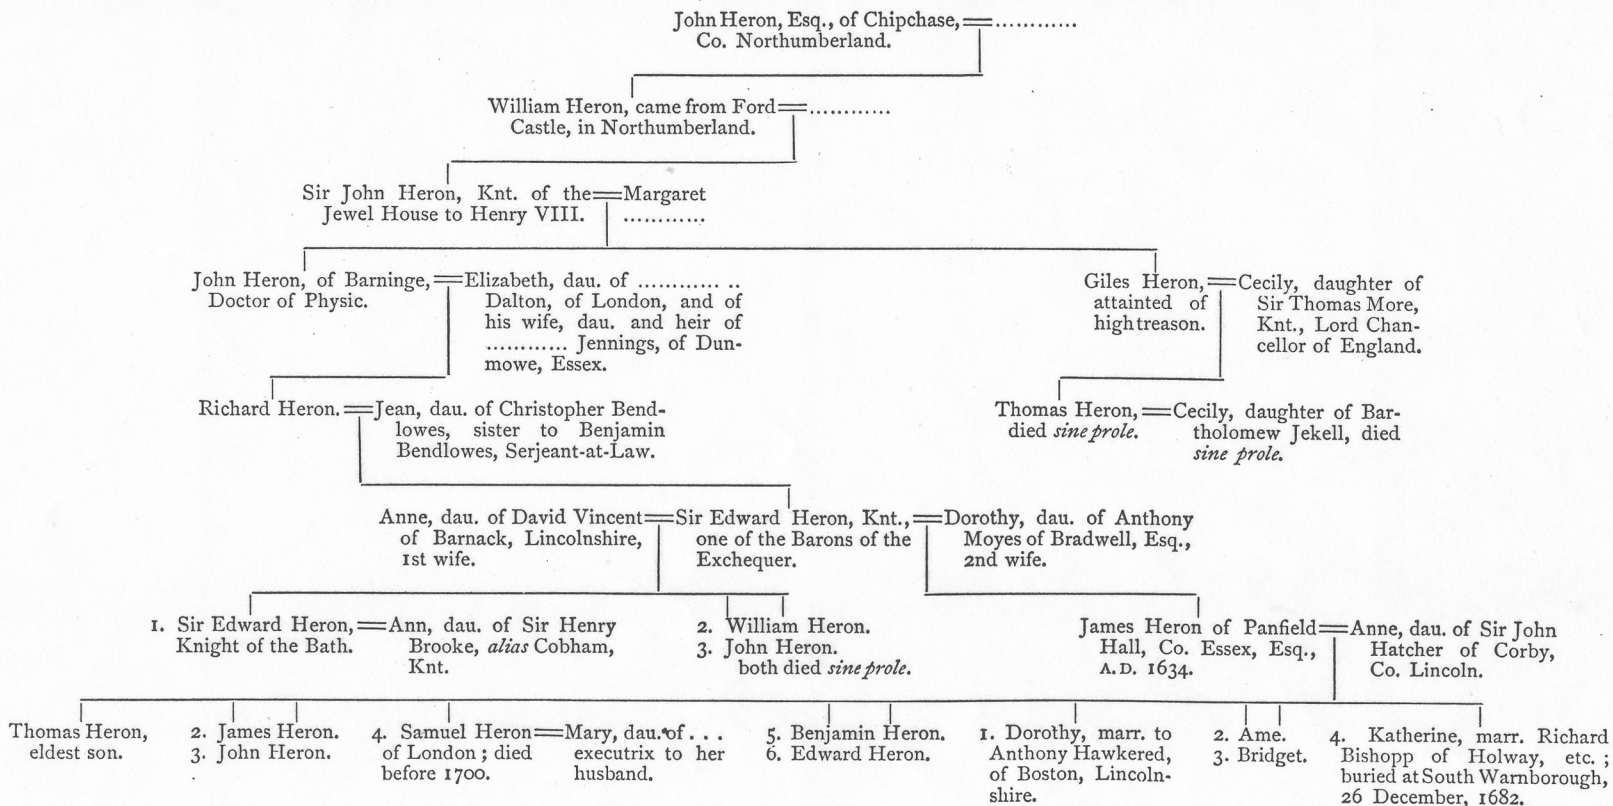 John Heron, Esq., of Chipchase, ............
Co. Northumberland.
William Heron, came from Ford ............
Castle, in Northumberland.
Sir John Heron, Knt. of the
Jewel House to Henry VIII.
Margaret
............
John Heron, of Barninge,
Doctor of Physic.
Elizabeth, dau. of ............ ..
Dalton, of London, and of
his wife, dau. and heir of
............ Jennings, of Dun-
mowe, Essex.
Giles Heron,
attainted of
high treason.
Cecily, daughter of
Sir Thomas More,
Knt., Lord Chan-
cellor of England.
Richard Heron.
Jean, dau. of Christopher Bend-
lowes, sister to Benjamin
Bendlowes, Serjeant-at-Law.
Thomas Heron,
died sine prole.
Cecily, daughter of Bar-
tholomew Jekell, died
sine prole.
Anne, dau. of David Vincent
of Barnack, Lincolnshire,
1st wife.
Sir Edward Heron, Knt.,
one of the Barons of the
Exchequer.
Dorothy, dau. of Anthony
Moyes of Bradwell, Esq.,
2nd wife.
1. Sir Edward Heron,
Knight of the Bath.
Ann, dau. of Sir Henry
Brooke, alias Cobham,
Knt.
2. William Heron.
3. John Heron.
both died sine prole.
James Heron of Panfield
Hall, Co. Essex, Esq.,
A.D. 1634.
Anne, dau. of Sir John
Hatcher of Corby,
Co. Lincoln.
Thomas Heron,
eldest son.
2. James Heron.
3. John Heron.
4. Samuel Heron
of London; died
before 1700.
Mary, dau. of ...
executrix to her
husband.
5. Benjamin Heron.
6. Edward Heron.
1. Dorothy, marr. to
Anthony Hawkered,
of Boston, Lincoln-
shire.
2. Ame.
3. Bridget.
4. Katherine, marr. Richard
Bishopp of Holway, etc.;
buried at South Warnborough,
26 December, 1682.